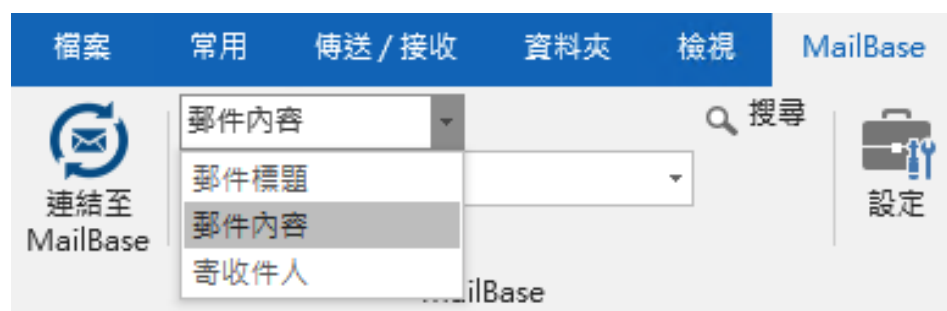 檔案 常用 傳送 / 接收 資料夾 檢視 MailBase
郵件內容
搜尋
郵件標題
郵件內容
寄收件人
連結至
MailBase
設定
ilBase